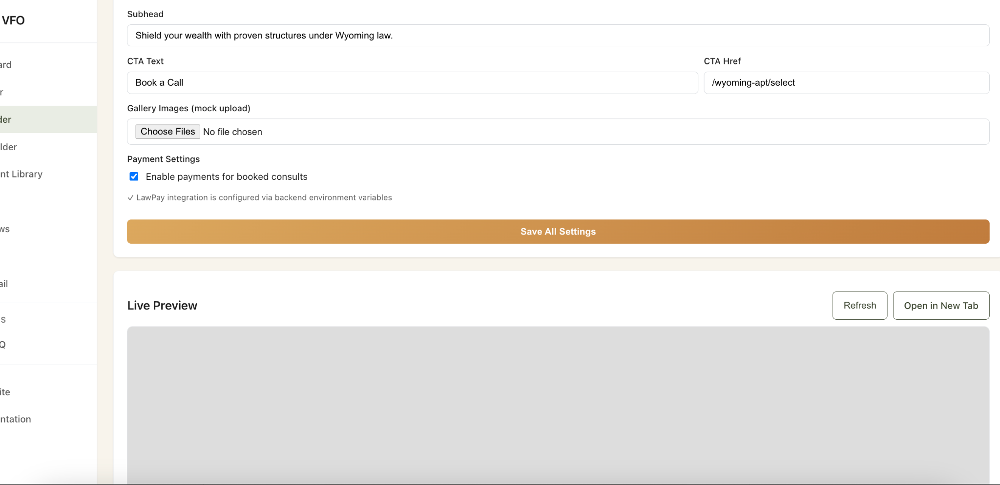 VFO
ard
r
der
lder
nt Library
ws
ail
s
Q
ite
ntation
Subhead
Shield your wealth with proven structures under Wyoming law.
CTA Text
CTA Href
Book a Call
/wyoming-apt/select
Gallery Images (mock upload)
Choose Files No file chosen
Payment Settings
Enable payments for booked consults
✓ LawPay integration is configured via backend environment variables
Save All Settings
Live Preview
Refresh
Open in New Tab